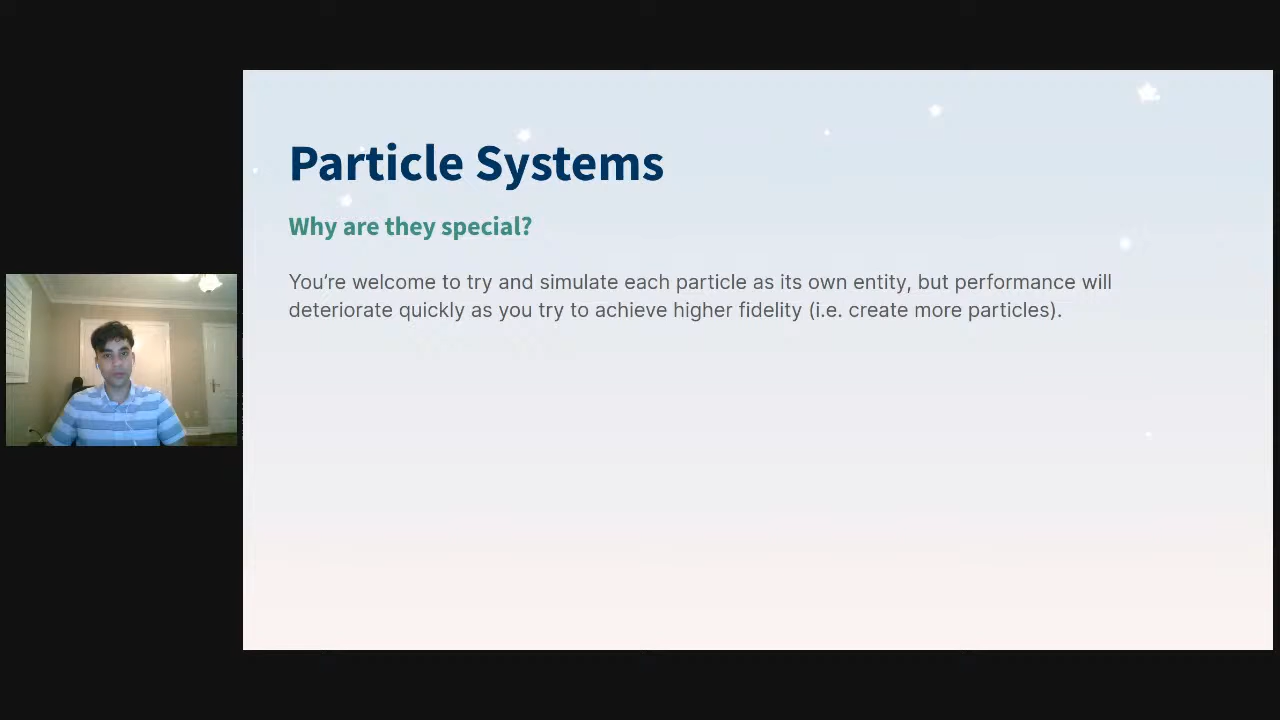 Particle Systems
Why are they special?
You’re welcome to try and simulate each particle as its own entity, but performance will
deteriorate quickly as you try to achieve higher fidelity (i.e. create more particles).